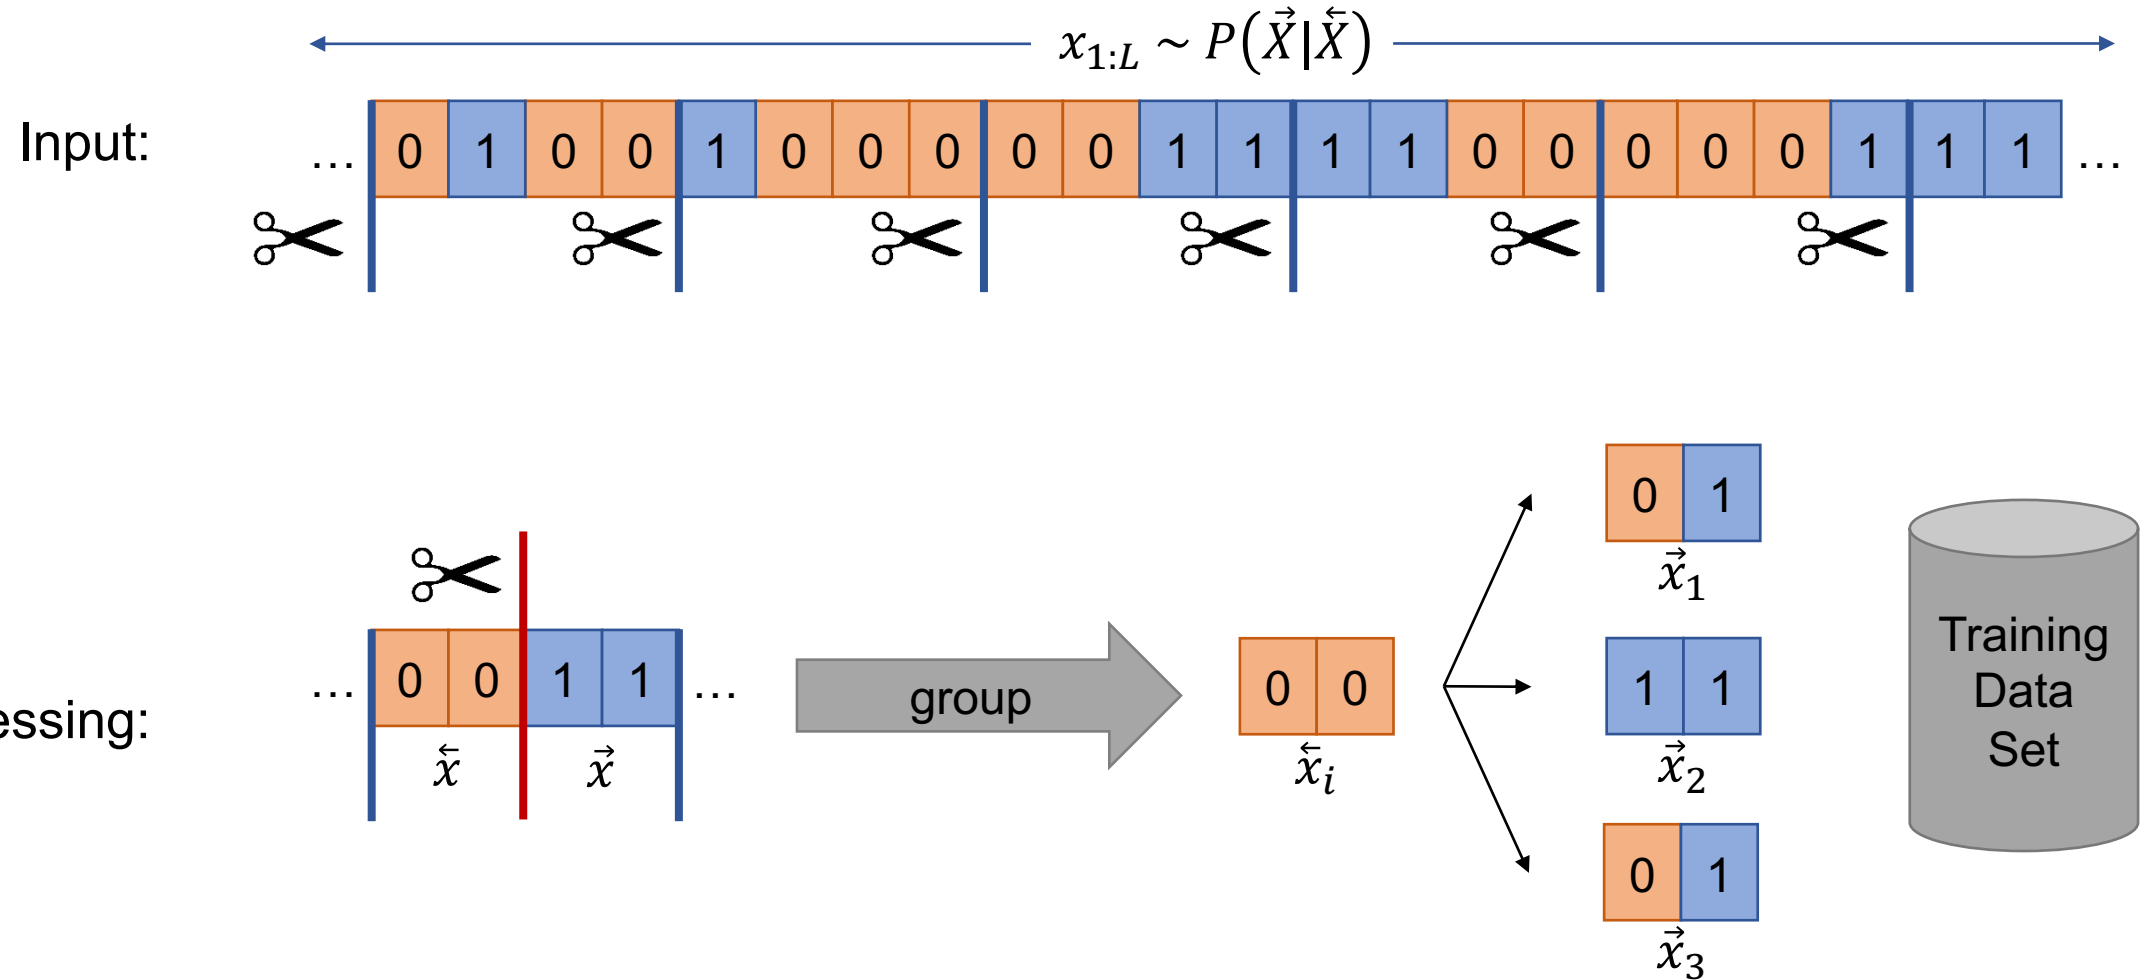 x_{1:L} ~ P(X⃗|X⃖)
Input:
… 0 1 0 0 1 0 0 0 0 0 1 1 1 1 0 0 0 0 0 1 1 1 …
0 1
x⃗_1
essing:
… 0 0 1 1 …
x⃖ x⃗
group
0 0
x⃖_i
1 1
x⃗_2
0 1
x⃗_3
Training
Data
Set